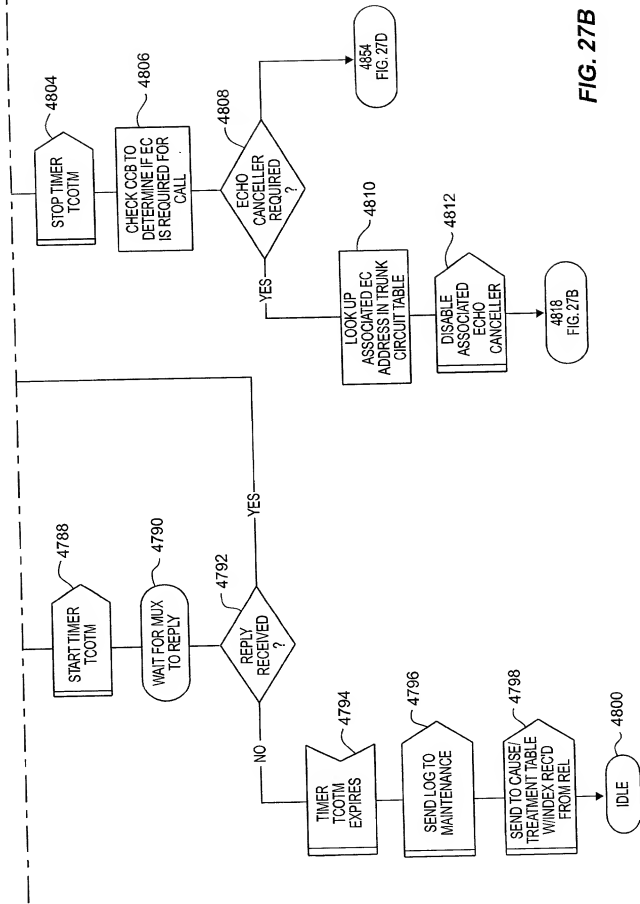 4788
START TIMER
TCOTM
4790
WAIT FOR MUX
TO REPLY
4792
REPLY
RECEIVED
?
YES
NO
4794
TIMER
TCOTM
EXPIRES
4796
SEND LOG TO
MAINTENANCE
4798
SEND TO CAUSE/
TREATMENT TABLE
W/INDEX REC'D
FROM REL
4800
IDLE
4804
STOP TIMER
TCOTM
4806
CHECK CCB TO
DETERMINE IF EC
IS REQUIRED FOR
CALL
4808
ECHO
CANCELLER
REQUIRED
?
YES
4810
LOOK UP
ASSOCIATED EC
ADDRESS IN TRUNK
CIRCUIT TABLE
4812
DISABLE
ASSOCIATED
ECHO
CANCELLER
4818
FIG. 27B
4854
FIG. 27D
FIG. 27B